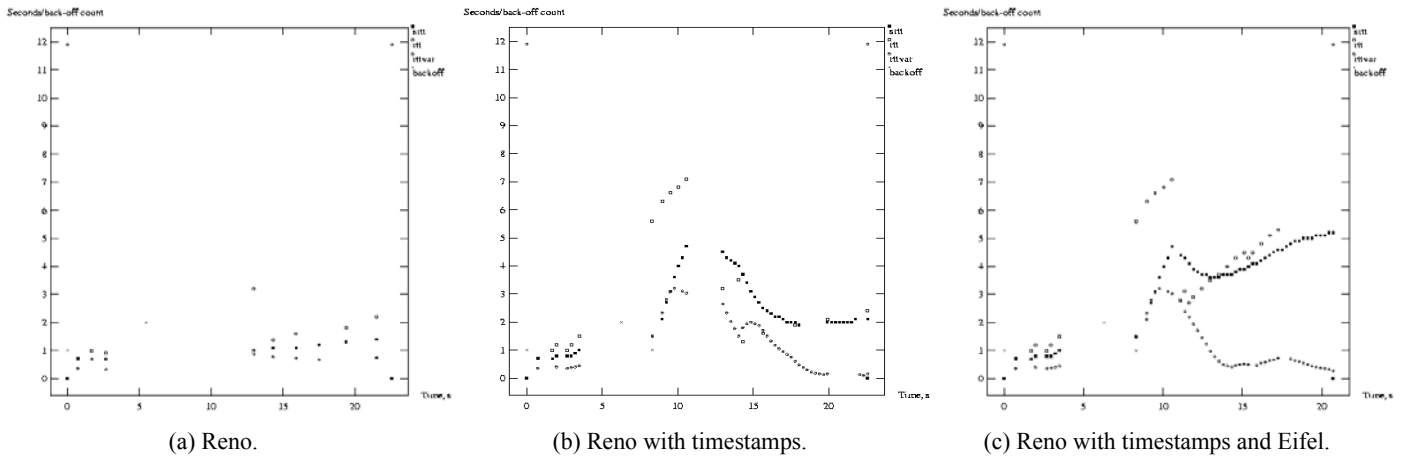 Seconds/back-off count
12
11
10
9
8
7
6
5
4
3
2
1
0
0 5 10 15 20
Time, s
srtt
rtt
rttvar
backoff
(a) Reno.
Seconds/back-off count
12
11
10
9
8
7
6
5
4
3
2
1
0
0 5 10 15 20
Time, s
srtt
rtt
rttvar
backoff
(b) Reno with timestamps.
Seconds/back-off count
12
11
10
9
8
7
6
5
4
3
2
1
0
0 5 10 15 20
Time, s
srtt
rtt
rttvar
backoff
(c) Reno with timestamps and Eifel.